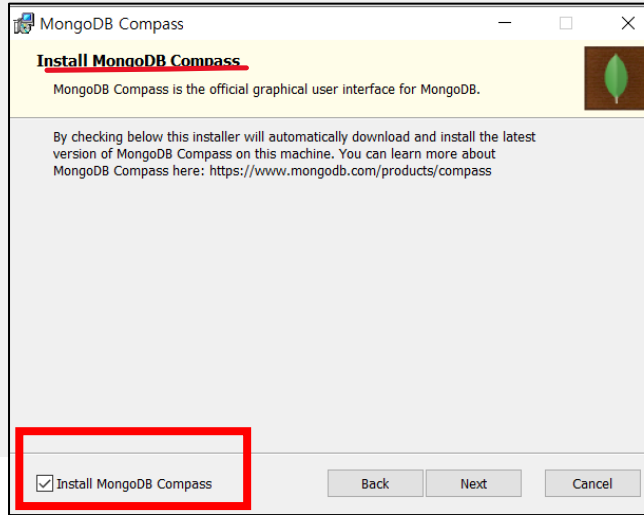 MongoDB Compass
Install MongoDB Compass
MongoDB Compass is the official graphical user interface for MongoDB.
By checking below this installer will automatically download and install the latest
version of MongoDB Compass on this machine. You can learn more about
MongoDB Compass here: https://www.mongodb.com/products/compass
Install MongoDB Compass
Back
Next
Cancel